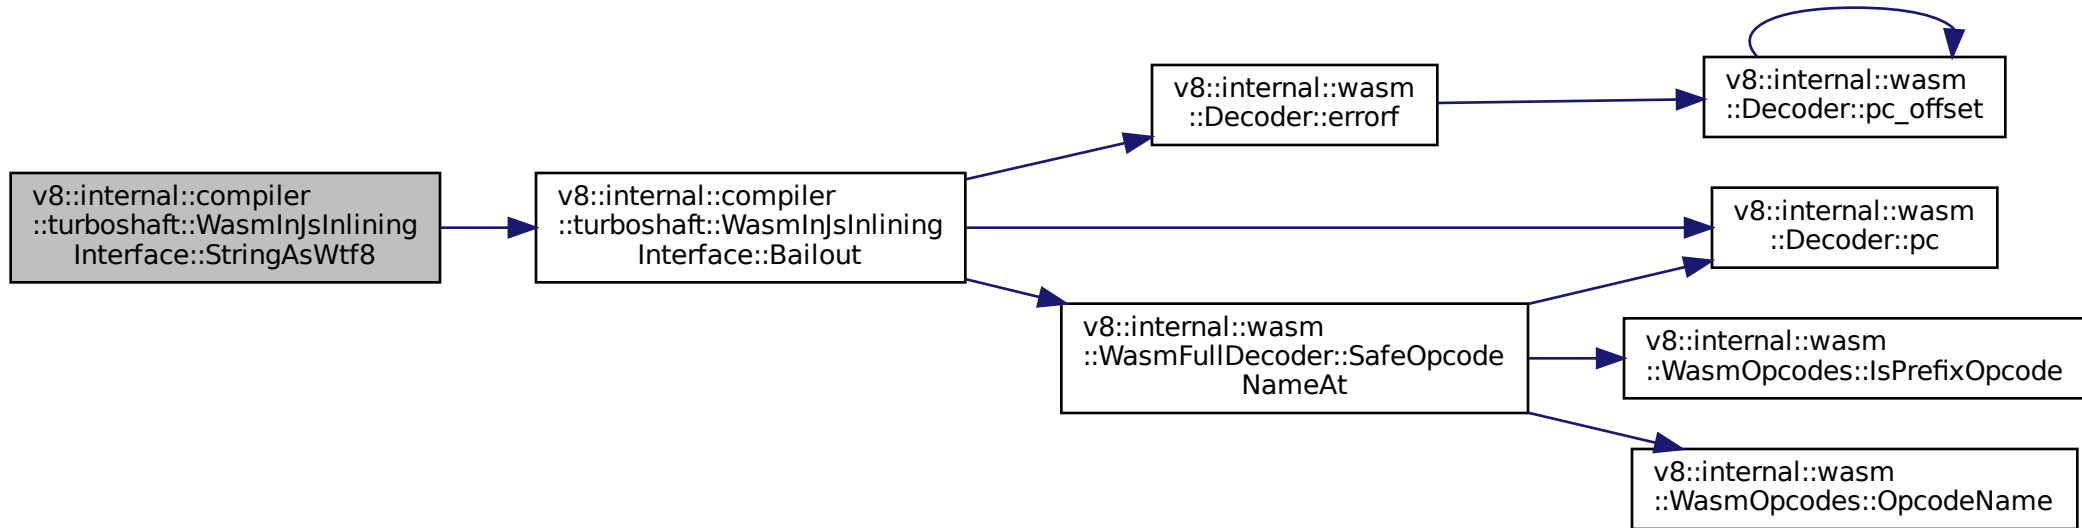 v8::internal::compiler
::turboshaft::WasmInJsInlining
Interface::StringAsWtf8
v8::internal::compiler
::turboshaft::WasmInJsInlining
Interface::Bailout
v8::internal::wasm
::Decoder::errorf
v8::internal::wasm
::Decoder::pc_offset
v8::internal::wasm
::Decoder::pc
v8::internal::wasm
::WasmFullDecoder::SafeOpcode
NameAt
v8::internal::wasm
::WasmOpcodes::IsPrefixOpcode
v8::internal::wasm
::WasmOpcodes::OpcodeName